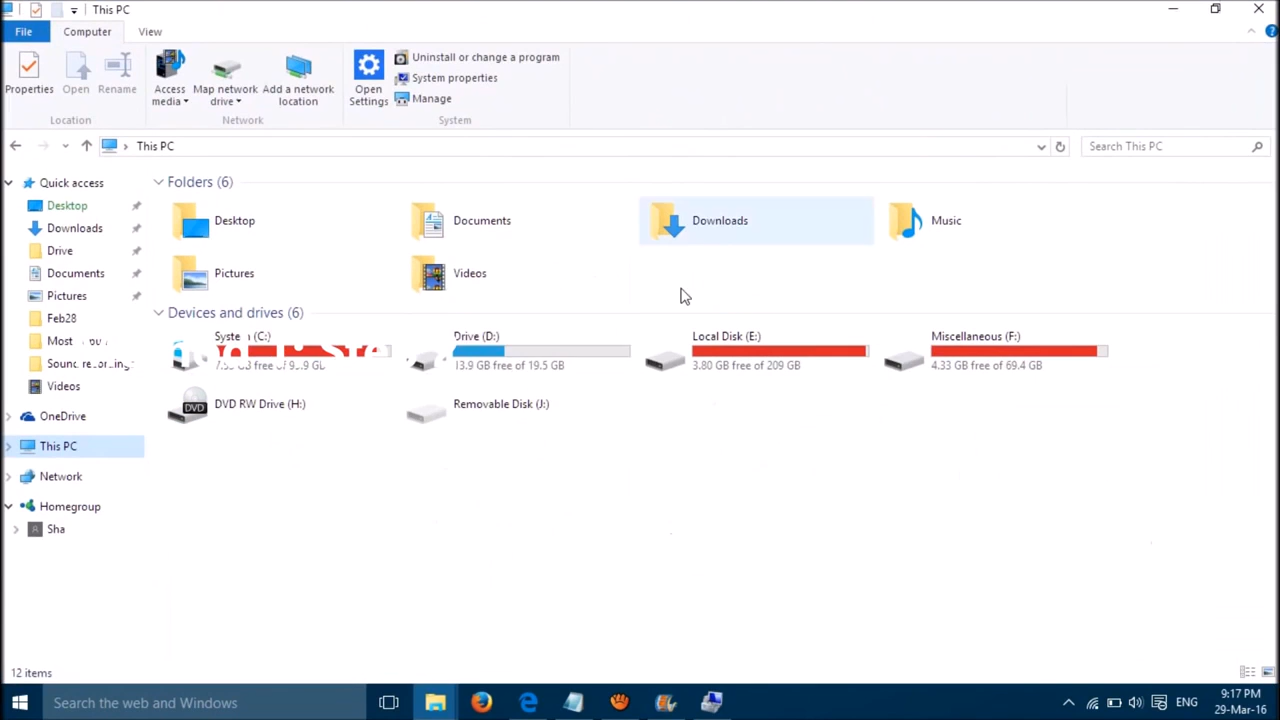 This PC
File
Computer
View
Properties
Open
Rename
Access media
Map network drive
Add a network location
Open Settings
Uninstall or change a program
System properties
Manage
Location
Network
System
This PC
Search This PC
Quick access
Desktop
Downloads
Drive
Documents
Pictures
Feb28
Most
Sound recordings
Videos
OneDrive
This PC
Network
Homegroup
Sha
Folders (6)
Desktop
Documents
Downloads
Music
Pictures
Videos
Devices and drives (6)
System (C:)
Drive (D:)
13.9 GB free of 19.5 GB
Local Disk (E:)
3.80 GB free of 209 GB
Miscellaneous (F:)
4.33 GB free of 69.4 GB
DVD RW Drive (H:)
DVD
Removable Disk (J:)
12 items
Search the web and Windows
ENG
9:17 PM
29-Mar-16